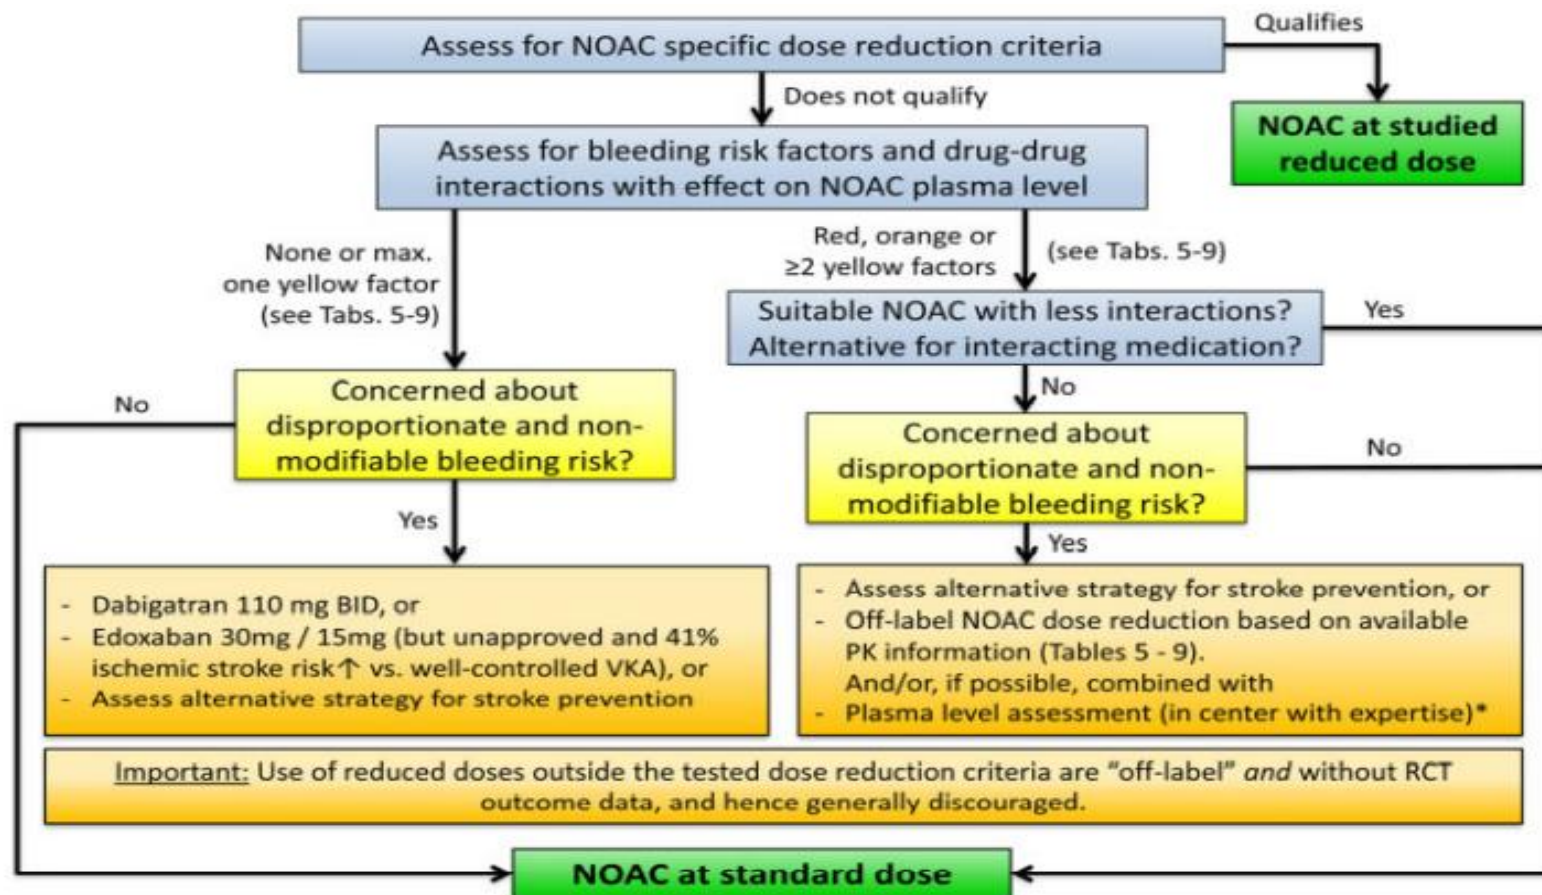 Assess for NOAC specific dose reduction criteria
Qualifies
Does not qualify
NOAC at studied
reduced dose
Assess for bleeding risk factors and drug-drug
interactions with effect on NOAC plasma level
None or max.
one yellow factor
(see Tabs. 5-9)
Red, orange or
≥2 yellow factors
(see Tabs. 5-9)
Suitable NOAC with less interactions?
Alternative for interacting medication?
Yes
No
No
Concerned about
disproportionate and non-
modifiable bleeding risk?
Concerned about
disproportionate and non-
modifiable bleeding risk?
No
Yes
Yes
- Dabigatran 110 mg BID, or
- Edoxaban 30mg / 15mg (but unapproved and 41%
ischemic stroke risk↑ vs. well-controlled VKA), or
- Assess alternative strategy for stroke prevention
- Assess alternative strategy for stroke prevention, or
- Off-label NOAC dose reduction based on available
PK information (Tables 5 - 9).
And/or, if possible, combined with
- Plasma level assessment (in center with expertise)*
Important: Use of reduced doses outside the tested dose reduction criteria are “off-label” and without RCT
outcome data, and hence generally discouraged.
NOAC at standard dose